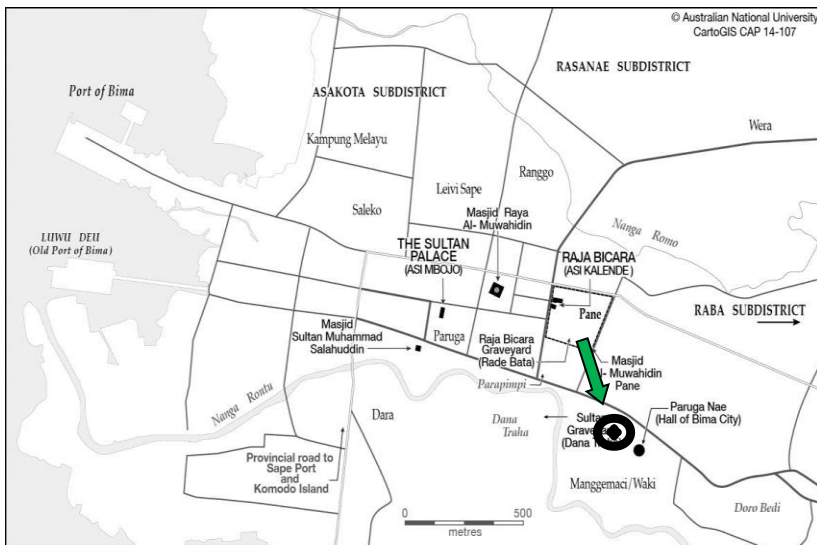 © Australian National University
CartoGIS CAP 14-107
RASANAE SUBDISTRICT
Port of Bima
ASAKOTA SUBDISTRICT
Wera
Kampung Melayu
Leivi Sape
Ranggo
Saleko
Masjid Raya
Al- Muwahidin
Nanga Romo
LUWU DEU
(Old Port of Bima)
THE SULTAN
PALACE
(ASI MBOJO)
RAJA BICARA
(ASI KALENDE)
RABA SUBDISTRICT
Pane
Masjid
Sultan Muhammad
Salahuddin
Paruga
Raja Bicara
Graveyard
(Rade Bata)
Masjid
Al- Muwahidin
Pane
Parapimpi
Nanga Rontu
Dara
Dana
Traha
Sultan
(Dana
Paruga Nae
(Hall of Bima City)
Provincial road to
Sape Port
and
Komodo Island
Manggemaci/Waki
Doro Bedi
0 500
metres